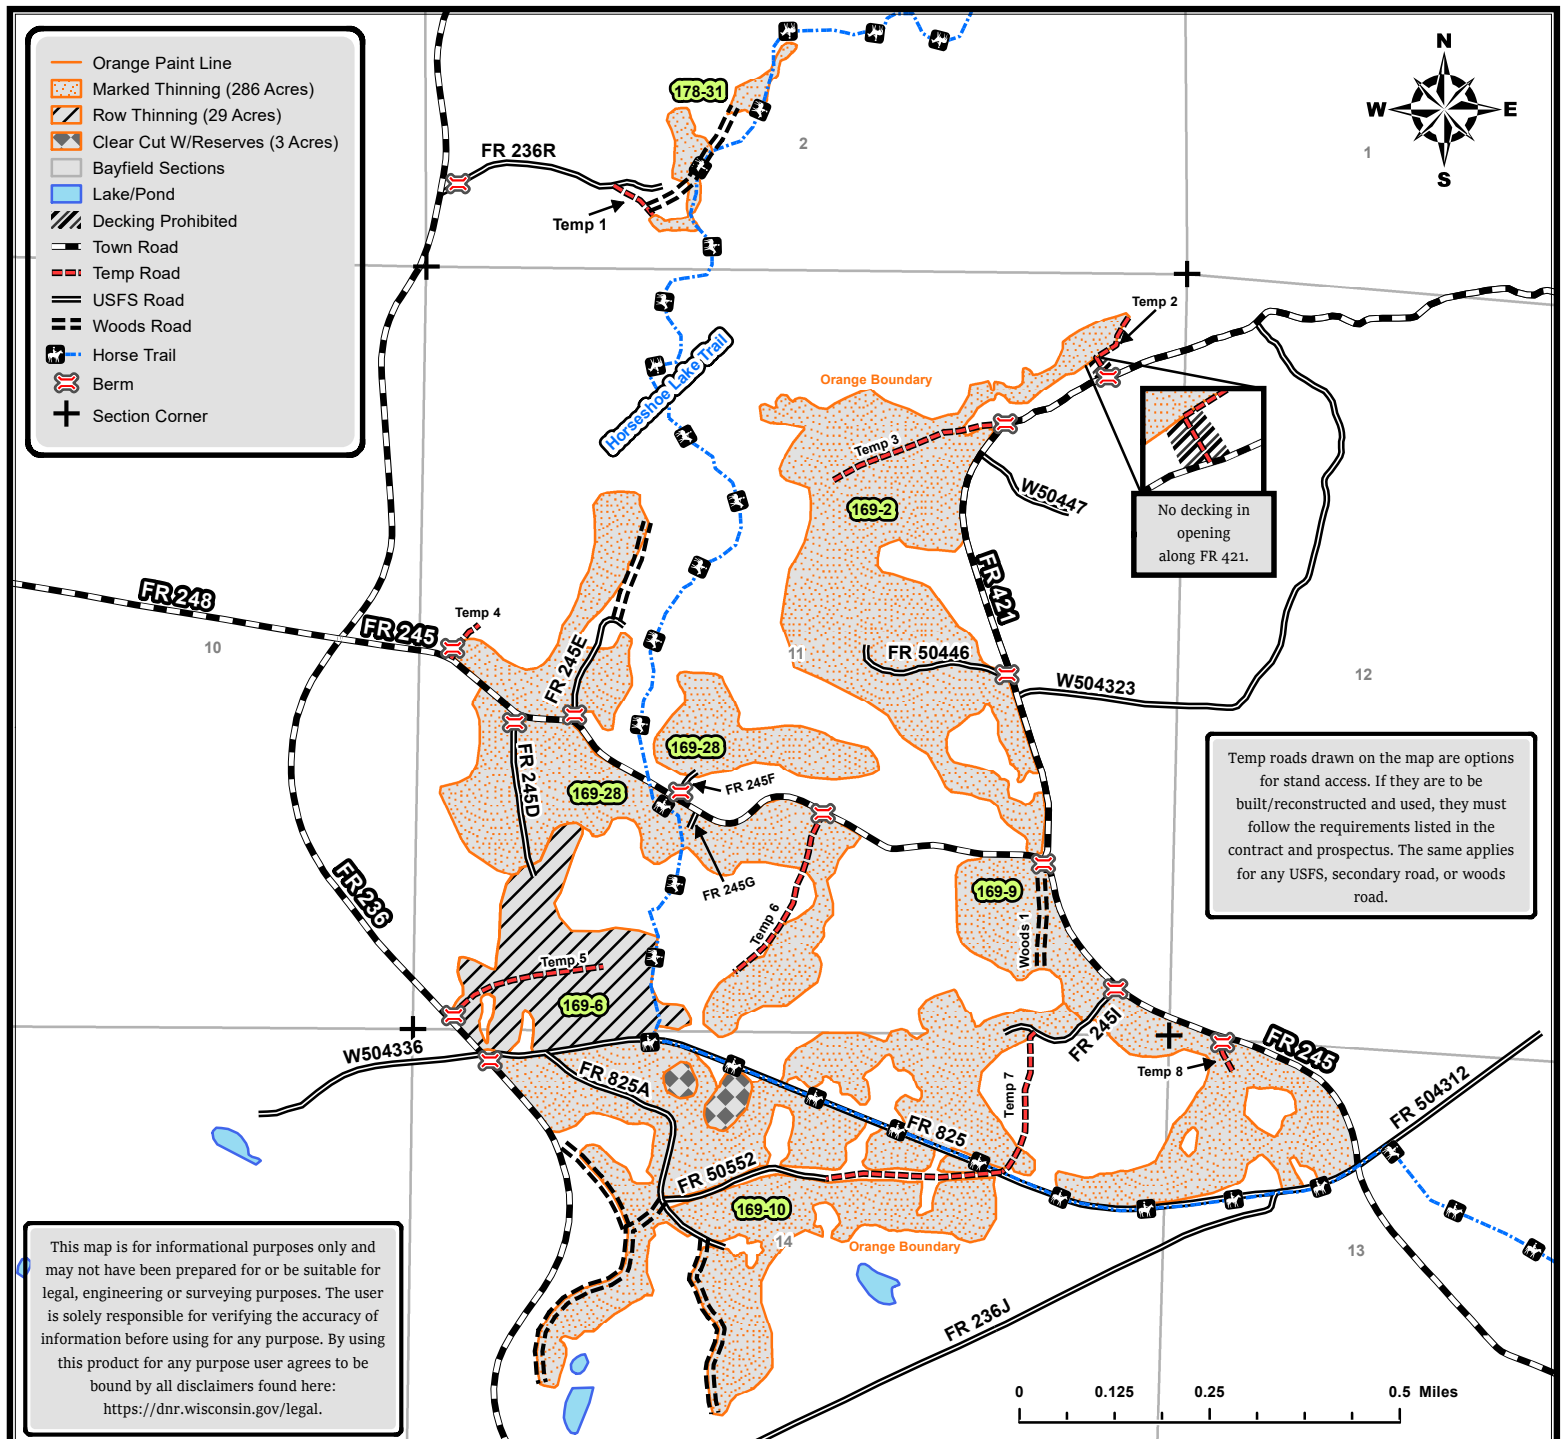 Orange Paint Line
Marked Thinning (286 Acres)
Row Thinning (29 Acres)
Clear Cut W/Reserves (3 Acres)
Bayfield Sections
Lake/Pond
Decking Prohibited
Town Road
Temp Road
USFS Road
Woods Road
Horse Trail
Berm
Section Corner
N
W
E
S
178-31
2
1
FR 236R
Temp 1
Temp 2
Horseshoe Lake Trail
Orange Boundary
Temp 3
169-2
W50447
No decking in
opening
along FR 421.
FR 421
FR 248
FR 245
Temp 4
10
FR 245E
11
FR 50446
W504323
12
169-28
FR 245D
169-28
FR 245F
FR 245G
Temp roads drawn on the map are options
for stand access. If they are to be
built/reconstructed and used, they must
follow the requirements listed in the
contract and prospectus. The same applies
for any USFS, secondary road, or woods
road.
FR 236
169-9
Woods 1
Temp 6
Temp 5
169-6
FR 245I
FR 245
W504336
FR 825A
Temp 7
Temp 8
FR 504312
FR 825
FR 50552
169-10
14
Orange Boundary
13
FR 236J
This map is for informational purposes only and
may not have been prepared for or be suitable for
legal, engineering or surveying purposes. The user
is solely responsible for verifying the accuracy of
information before using for any purpose. By using
this product for any purpose user agrees to be
bound by all disclaimers found here:
https://dnr.wisconsin.gov/legal.
0 0.125 0.25 0.5 Miles